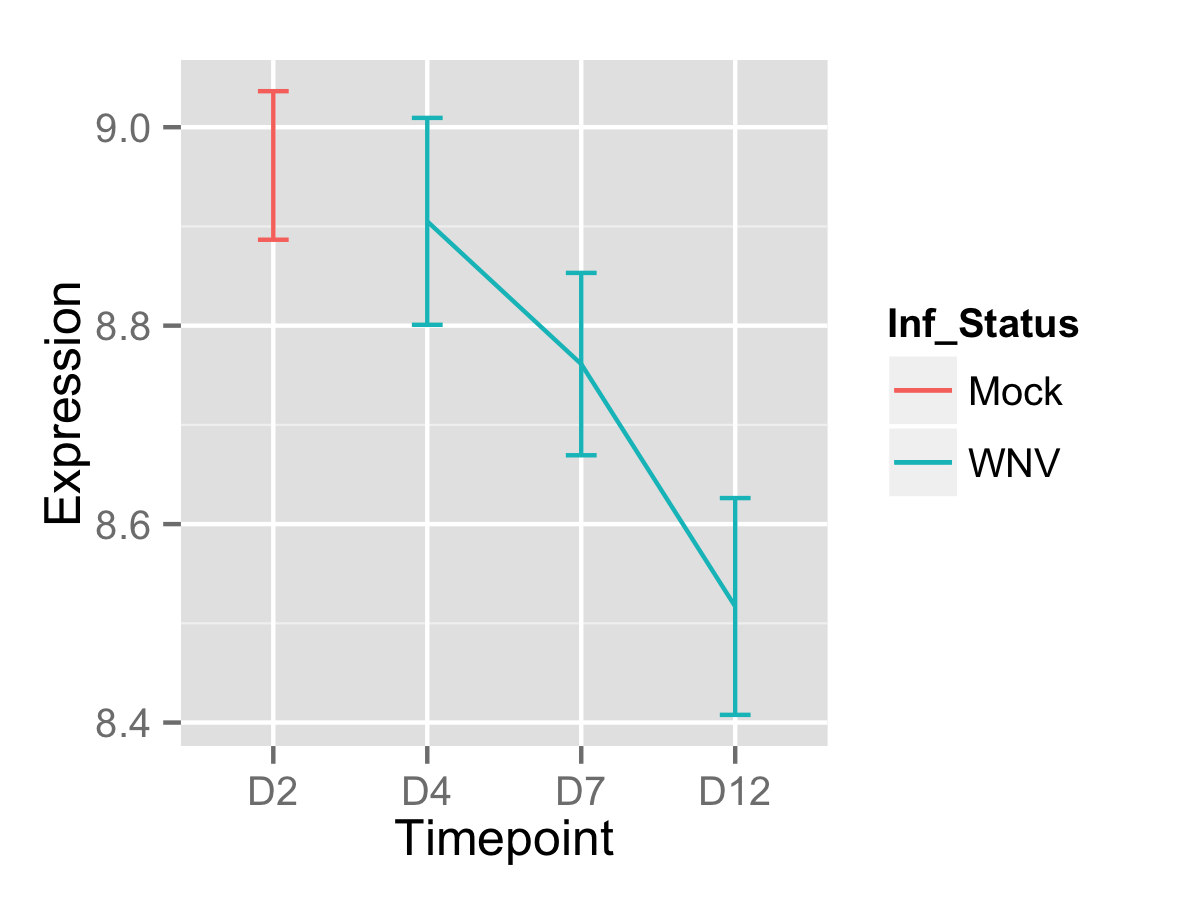 Expression
9.0
8.8
8.6
8.4
D2 D4 D7 D12
Timepoint
Inf_Status
Mock
WNV